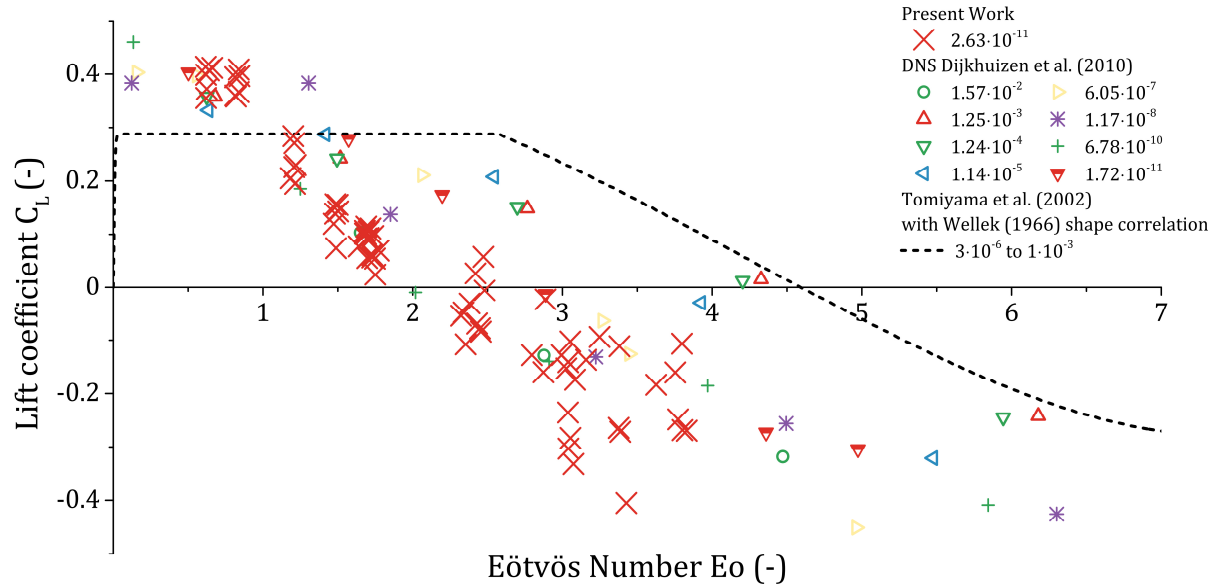 Present Work
2.63·10⁻¹¹
DNS Dijkhuizen et al. (2010)
1.57·10⁻² 6.05·10⁻⁷
1.25·10⁻³ 1.17·10⁻⁸
1.24·10⁻⁴ 6.78·10⁻¹⁰
1.14·10⁻⁵ 1.72·10⁻¹¹
Tomiyama et al. (2002)
with Wellek (1966) shape correlation
3·10⁻⁶ to 1·10⁻³
Lift coefficient C_L (-)
0.4
0.2
0
-0.2
-0.4
1 2 3 4 5 6 7
Eötvös Number Eo (-)